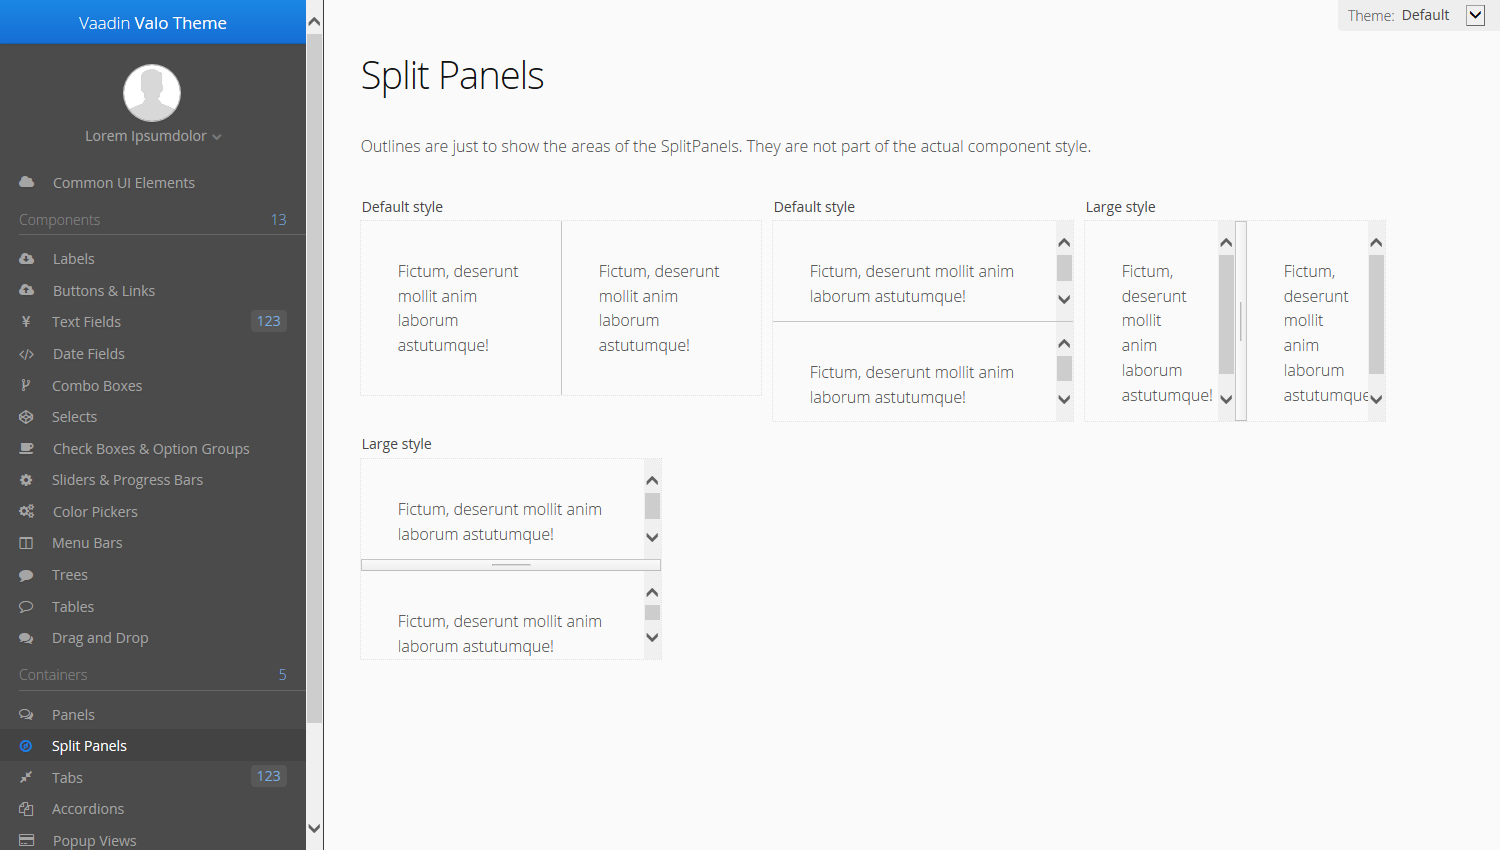 Vaadin Valo Theme
Lorem Ipsumdolor
Common UI Elements
Components 13
Labels
Buttons & Links
Text Fields 123
Date Fields
Combo Boxes
Selects
Check Boxes & Option Groups
Sliders & Progress Bars
Color Pickers
Menu Bars
Trees
Tables
Drag and Drop
Containers 5
Panels
Split Panels
Tabs 123
Accordions
Popup Views
Theme: Default
Split Panels
Outlines are just to show the areas of the SplitPanels. They are not part of the actual component style.
Default style
Fictum, deserunt
mollit anim
laborum
astutumque!
Fictum, deserunt
mollit anim
laborum
astutumque!
Default style
Fictum, deserunt mollit anim
laborum astutumque!
Fictum, deserunt mollit anim
laborum astutumque!
Large style
Fictum,
deserunt
mollit
anim
laborum
astutumque!
Fictum,
deserunt
mollit
anim
laborum
astutumque
Large style
Fictum, deserunt mollit anim
laborum astutumque!
Fictum, deserunt mollit anim
laborum astutumque!